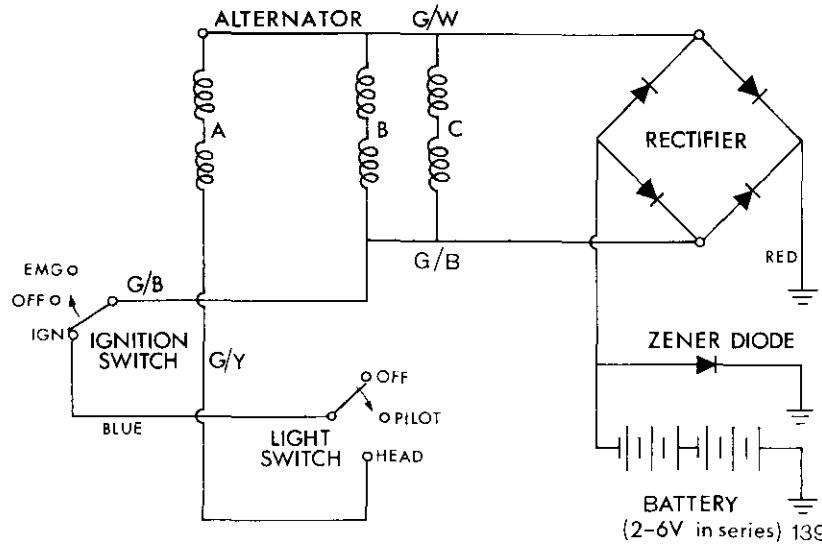 ALTERNATOR
G/W
A
B
C
RECTIFIER
G/B
RED
EMG
G/B
OFF
IGN
IGNITION
SWITCH
ZENER DIODE
G/Y
OFF
PILOT
BLUE
LIGHT
SWITCH
HEAD
BATTERY
(2-6V in series) 139